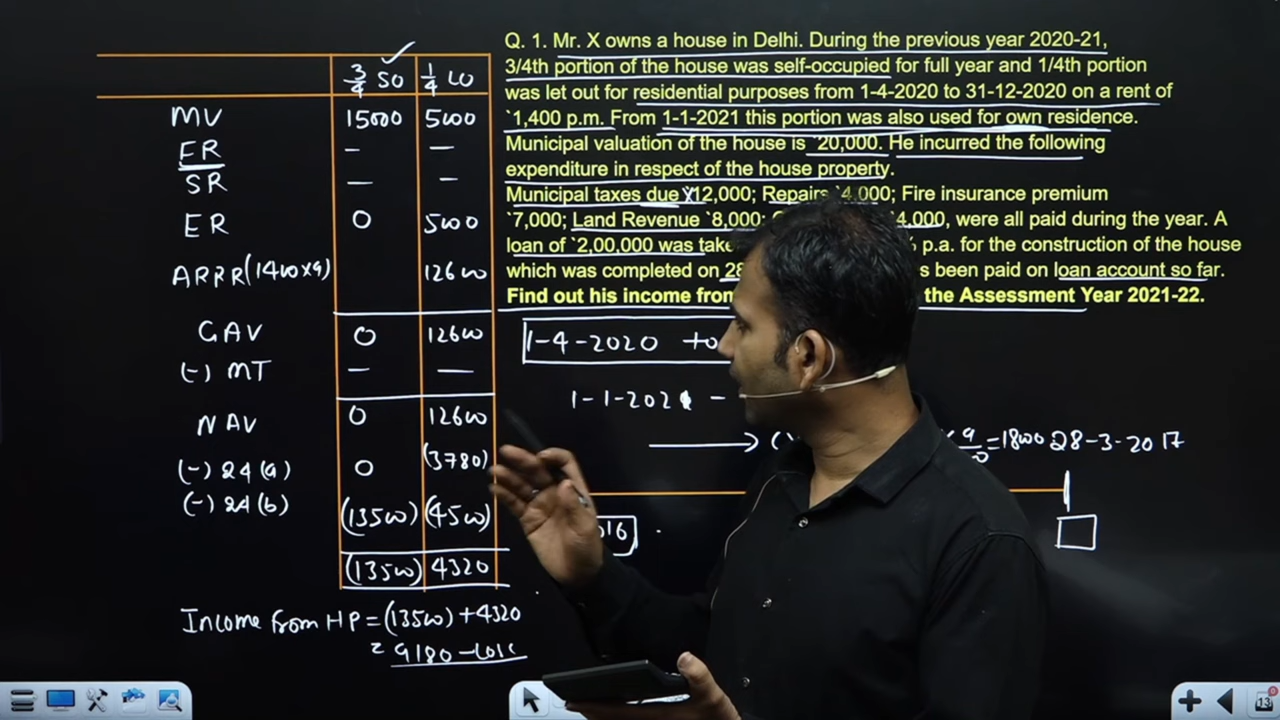 Q. 1. Mr. X owns a house in Delhi. During the previous year 2020-21,
3/4th portion of the house was self-occupied for full year and 1/4th portion
was let out for residential purposes from 1-4-2020 to 31-12-2020 on a rent of
`1,400 p.m. From 1-1-2021 this portion was also used for own residence.
Municipal valuation of the house is `20,000. He incurred the following
expenditure in respect of the house property.
Municipal taxes due 12,000; Repairs `4,000; Fire insurance premium
`7,000; Land Revenue `8,000; 4,000, were all paid during the year. A
loan of `2,00,000 was p.a. for the construction of the house
which was completed on been paid on loan account so far.
Find out his income the Assessment Year 2021-22.
3/4 SO 1/4 LO
MV 15000 5000
FR — —
SR — —
ER 0 5000
ARRR(1400x9) 12600
GAV 0 12600
(-) MT — —
NAV 0 12600
(-) 24(a) 0 (3780)
(-) 24(b) (13500) (4500)
(13500) 4320
Income from HP = (13500)+4320
= 9180
1-4-2020 to
1-1-2021 -
=1800 28-3-2017
13